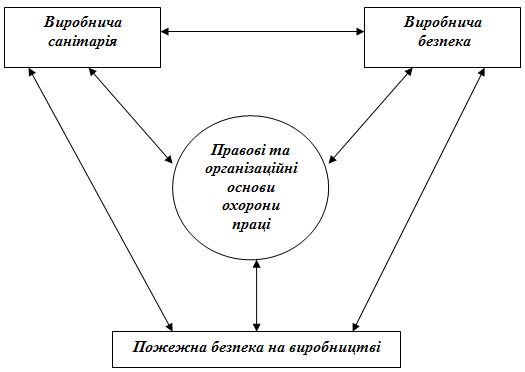 Виробнича
санітарія
Виробнича
безпека
Правові та
організаційні
основи
охорони
праці
Пожежна безпека на виробництві